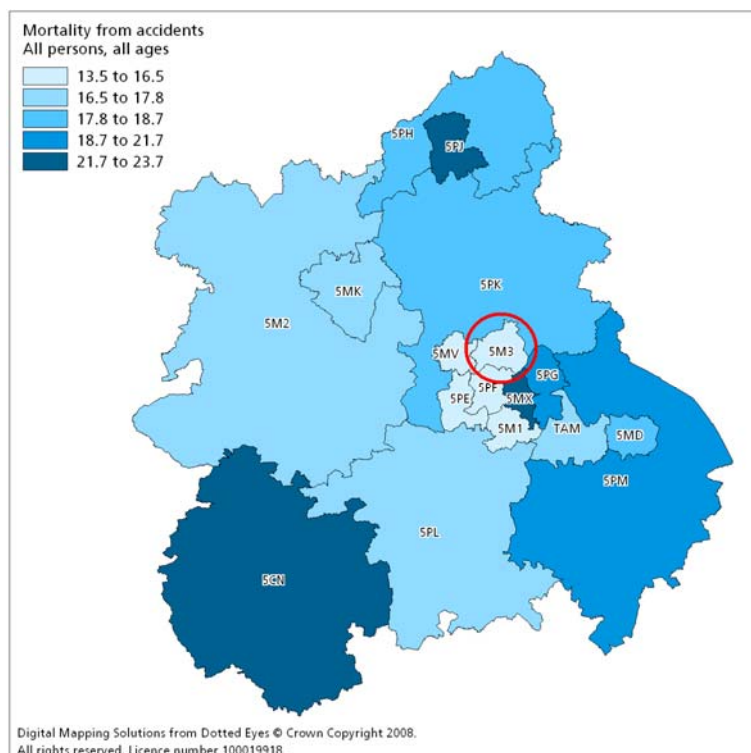 Mortality from accidents
All persons, all ages
13.5 to 16.5
16.5 to 17.8
17.8 to 18.7
18.7 to 21.7
21.7 to 23.7
5PH
5PJ
5PK
5MK
5M2
5MV
5M3
5PG
5PE
5PF
5MX
5M1
TAM
5MD
5PM
5PL
5CN
Digital Mapping Solutions from Dotted Eyes © Crown Copyright 2008.
All rights reserved. Licence number 100019918